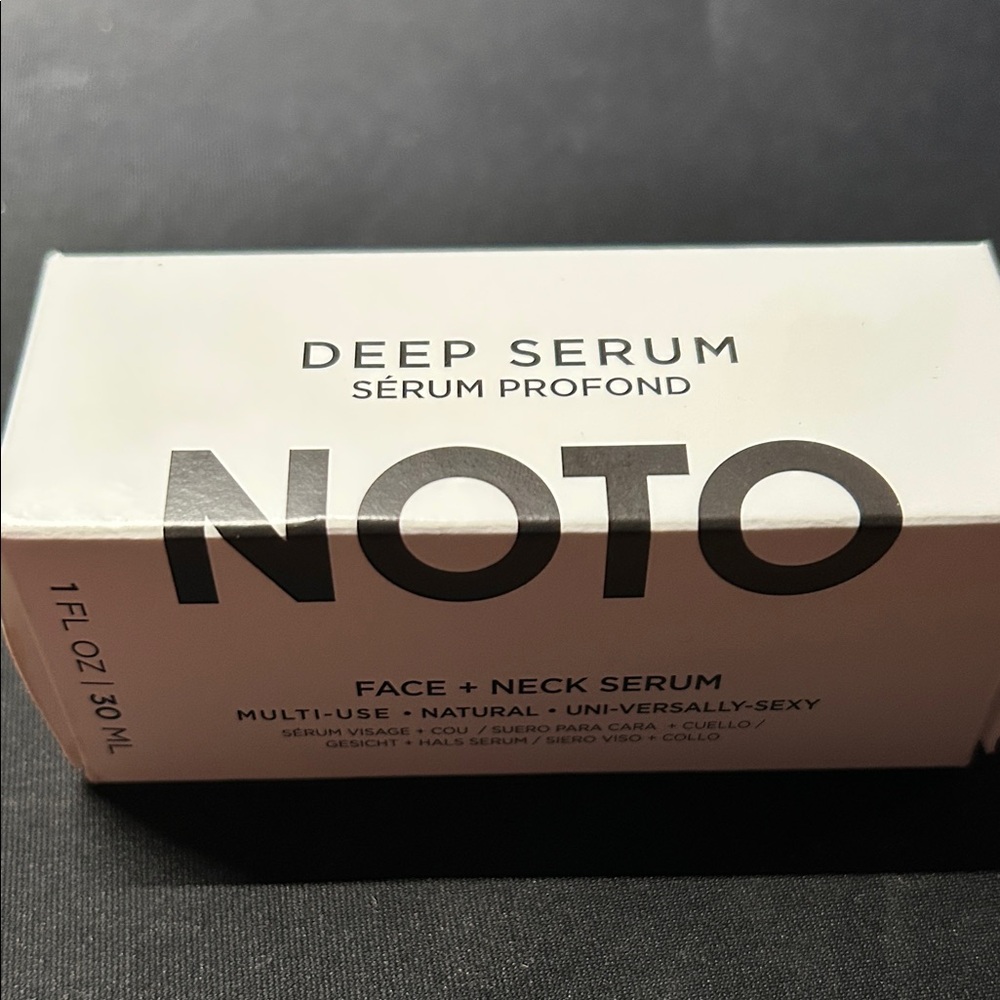 DEEP SERUM
SÉRUM PROFOND
NOTO
1 FL OZ | 30 ML
FACE + NECK SERUM
MULTI-USE • NATURAL • UNI-VERSALLY-SEXY
SÉRUM VISAGE + COU / SUERO PARA CARA + CUELLO /
GESICHT + HALS SERUM / SIERO VISO + COLLO